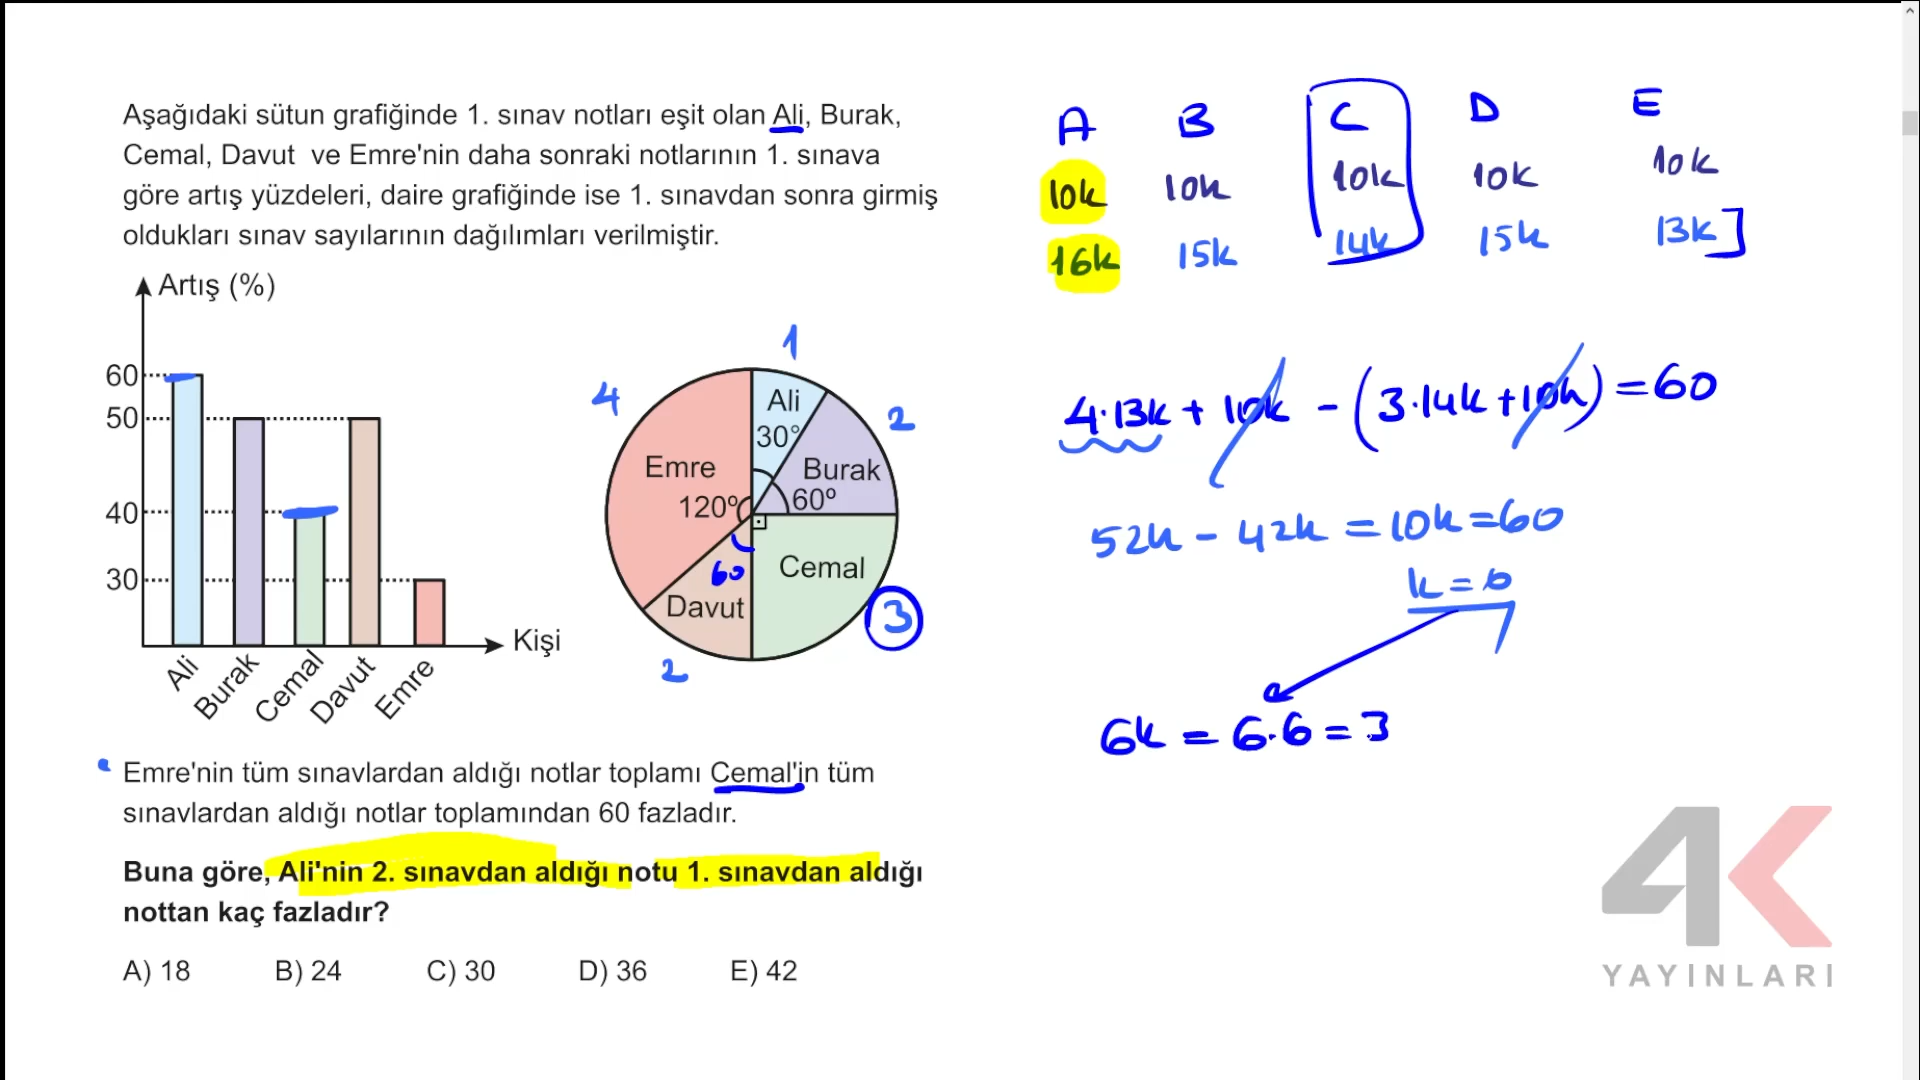 Aşağıdaki sütun grafiğinde 1. sınav notları eşit olan Ali, Burak,
Cemal, Davut ve Emre'nin daha sonraki notlarının 1. sınava
göre artış yüzdeleri, daire grafiğinde ise 1. sınavdan sonra girmiş
oldukları sınav sayılarının dağılımları verilmiştir.
Artış (%)
60
50
40
30
Kişi
Ali
Burak
Cemal
Davut
Emre
1
4
2
Ali
30°
Emre
Burak
120°
60°
60
Cemal
Davut
3
2
Emre'nin tüm sınavlardan aldığı notlar toplamı Cemal'in tüm
sınavlardan aldığı notlar toplamından 60 fazladır.
Buna göre, Ali'nin 2. sınavdan aldığı notu 1. sınavdan aldığı
nottan kaç fazladır?
A) 18 B) 24 C) 30 D) 36 E) 42
A B C D E
10k 10k 10k 10k 10k
16k 15k 14k 15k 13k
4·13k + 10k - (3·14k + 10k) = 60
52k - 42k = 10k = 60
k = 6
6k = 6·6 = 3
4K
YAYINLARI